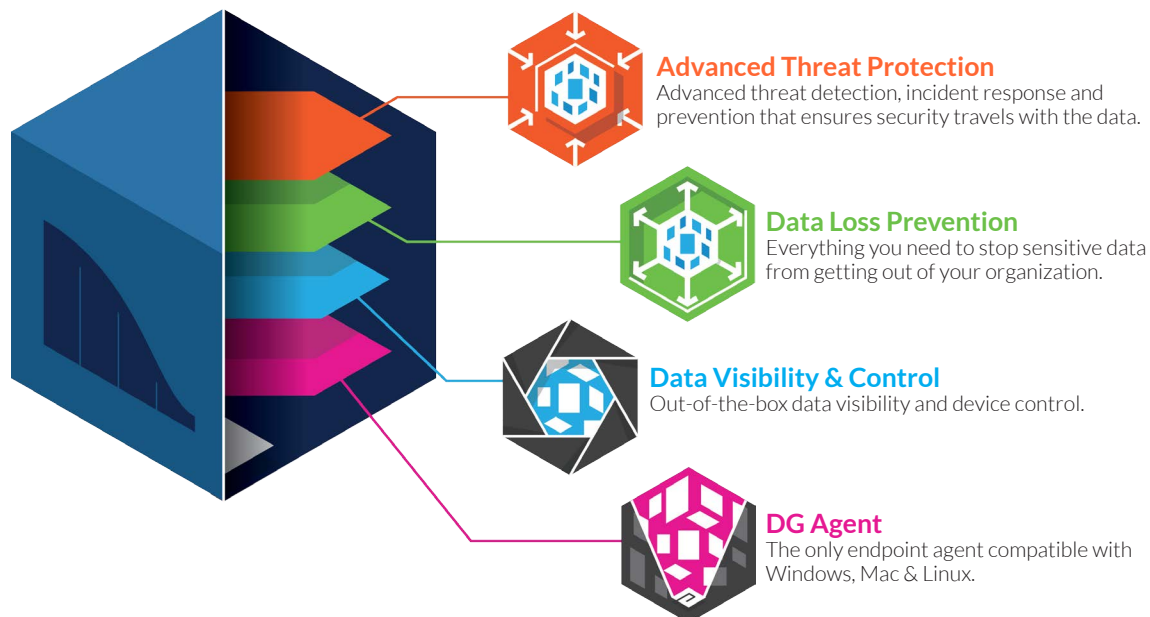 Advanced Threat Protection
Advanced threat detection, incident response and
prevention that ensures security travels with the data.
Data Loss Prevention
Everything you need to stop sensitive data
from getting out of your organization.
Data Visibility & Control
Out-of-the-box data visibility and device control.
DG Agent
The only endpoint agent compatible with
Windows, Mac & Linux.